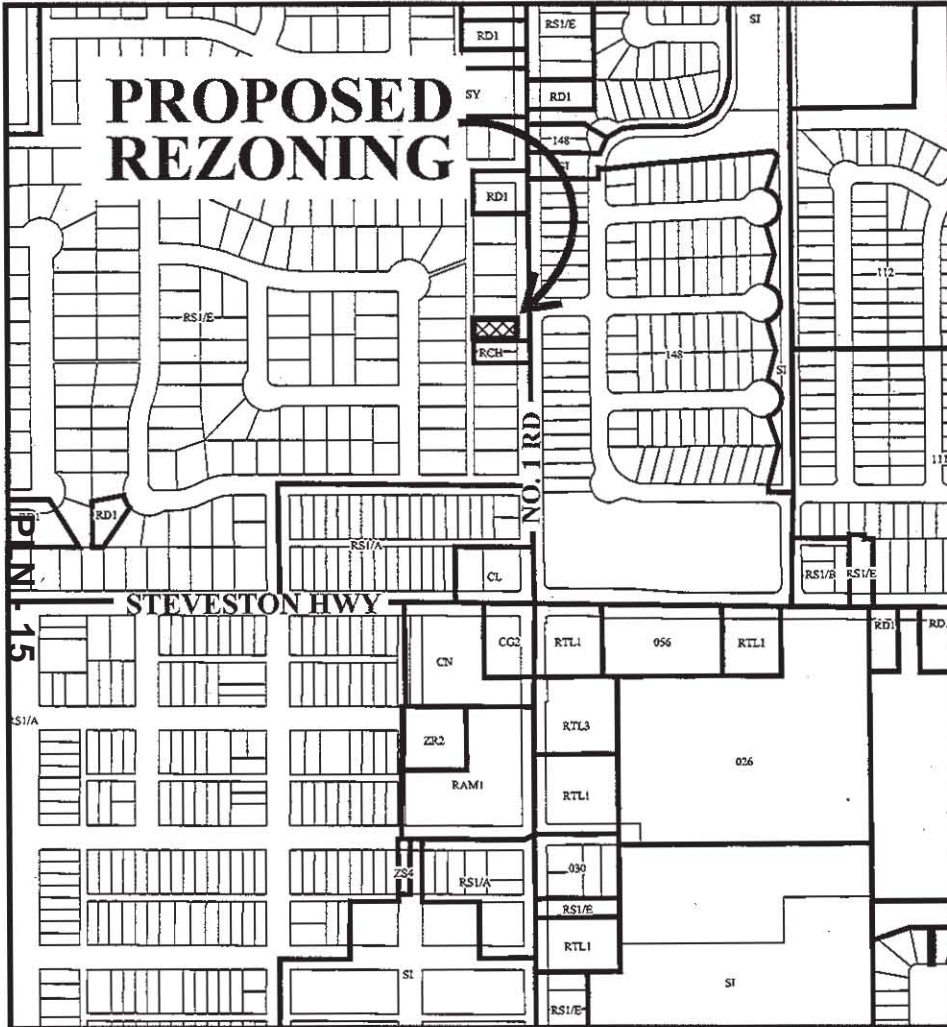 SI
RS1/E
RD1
PROPOSED
REZONING
SY
RD1
148
SI
RD1
112
RS1/E
148
RCH
SI
NO. 1 RD
RD1
RS1/A
RS1/B
RS1/E
CL
STEVESTON HWY
PLN - 15
CN
CG2
RTL1
056
RTL1
RD1
RS1/A
RTL3
ZR2
026
RAM1
RTL1
ZS4
RS1/A
030
RS1/E
RTL1
SI
SI
RS1/E